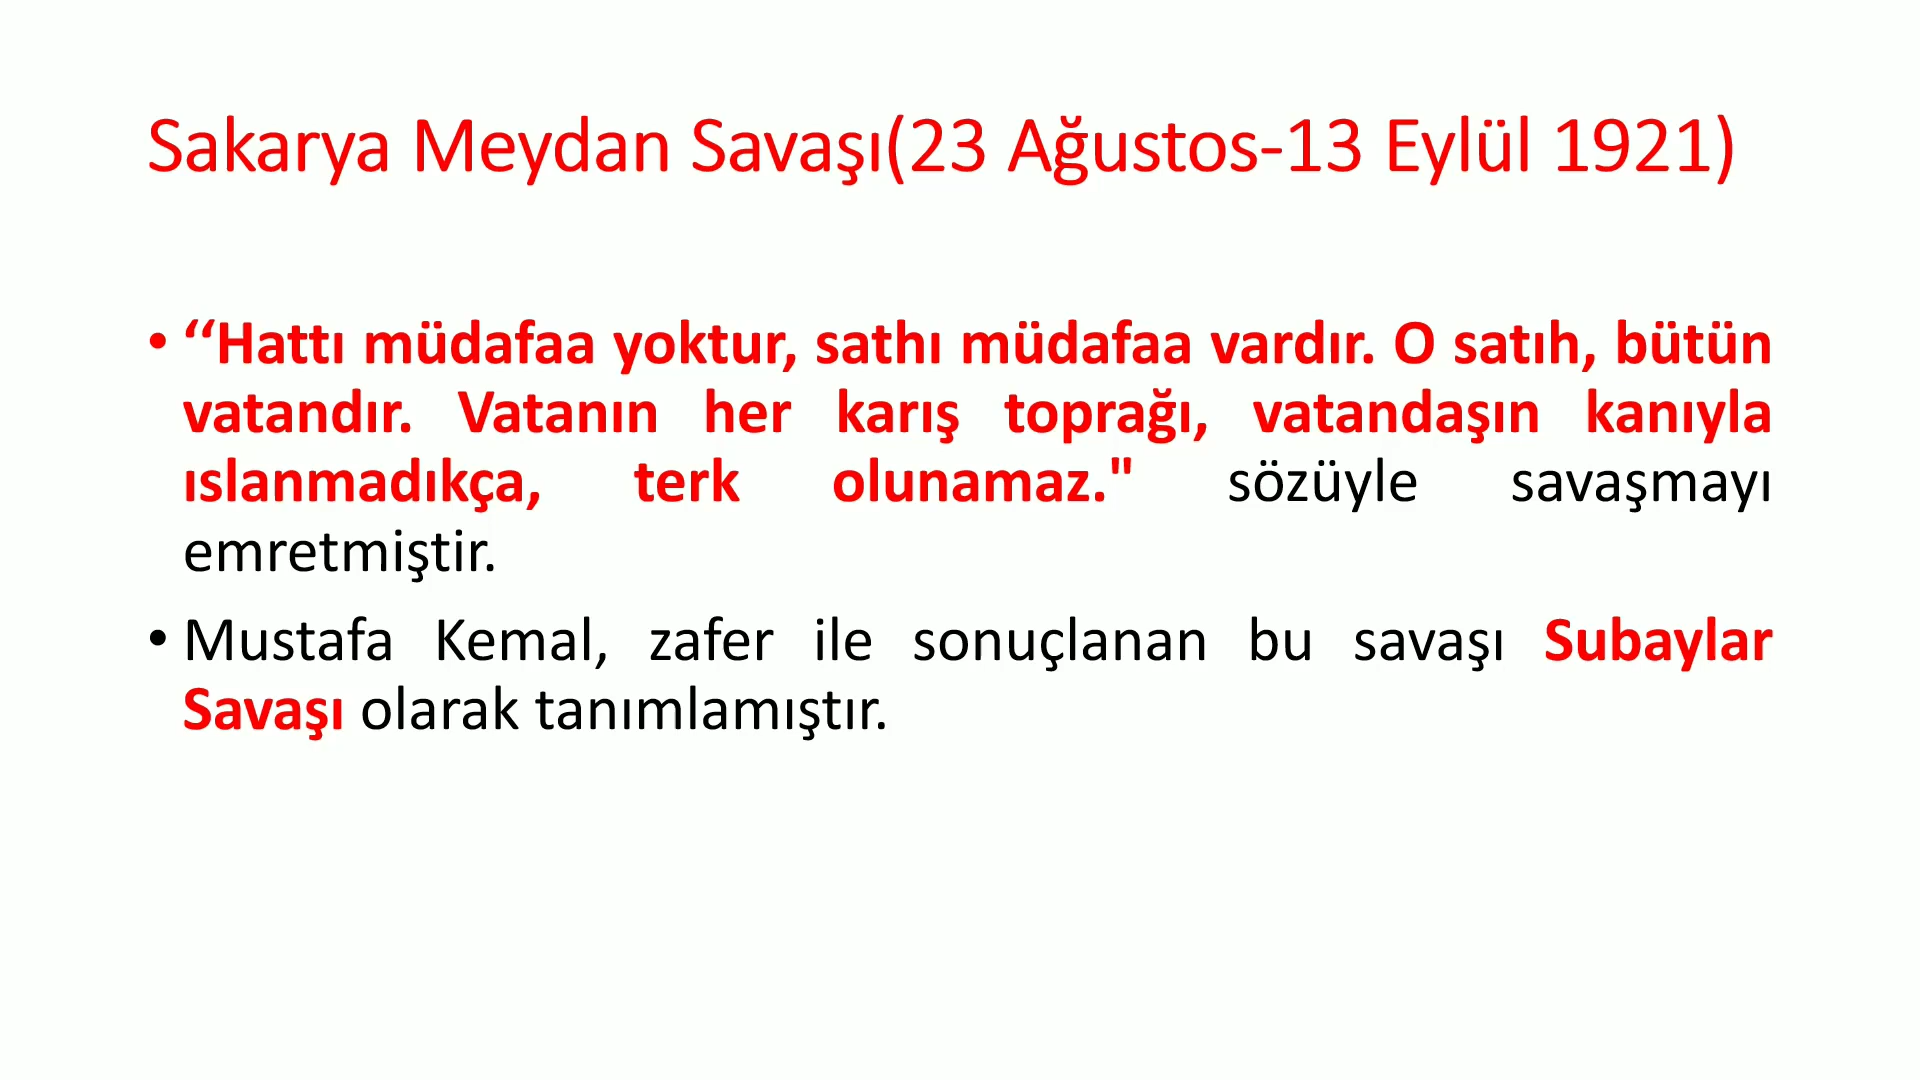 Sakarya Meydan Savaşı(23 Ağustos-13 Eylül 1921)
• “Hattı müdafaa yoktur, sathı müdafaa vardır. O satıh, bütün
vatandır. Vatanın her karış toprağı, vatandaşın kanıyla
ıslanmadıkça, terk olunamaz." sözüyle savaşmayı
emretmiştir.
• Mustafa Kemal, zafer ile sonuçlanan bu savaşı Subaylar
Savaşı olarak tanımlamıştır.